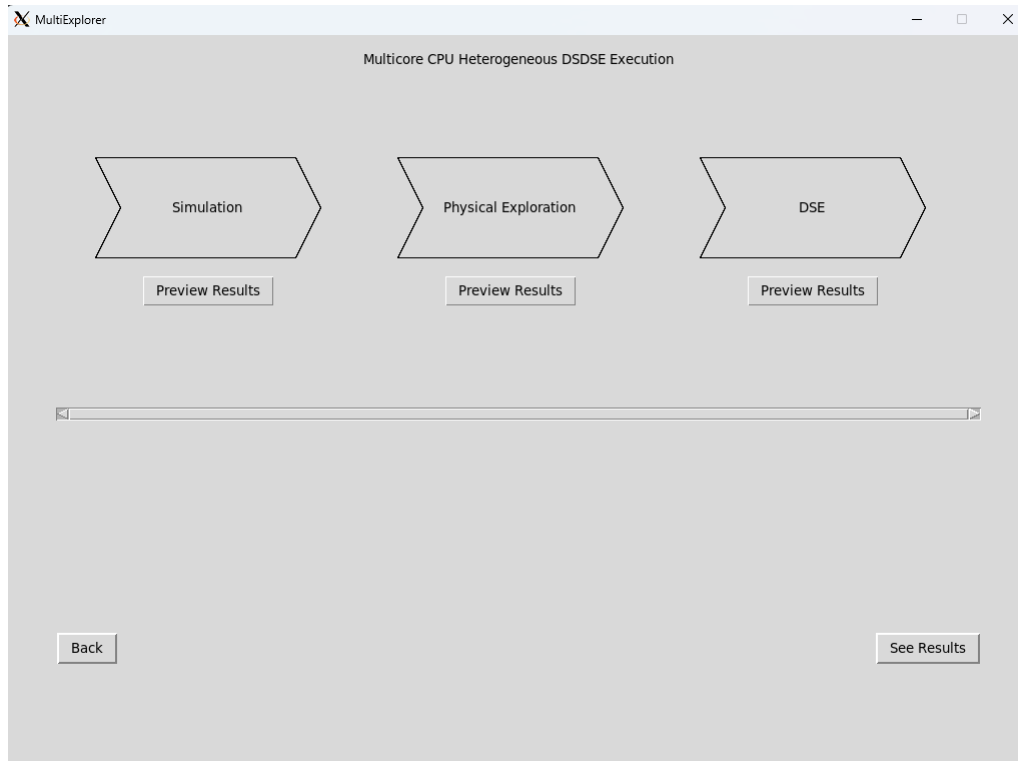 MultiExplorer
Multicore CPU Heterogeneous DSDSE Execution
Simulation
Physical Exploration
DSE
Preview Results
Preview Results
Preview Results
Back
See Results